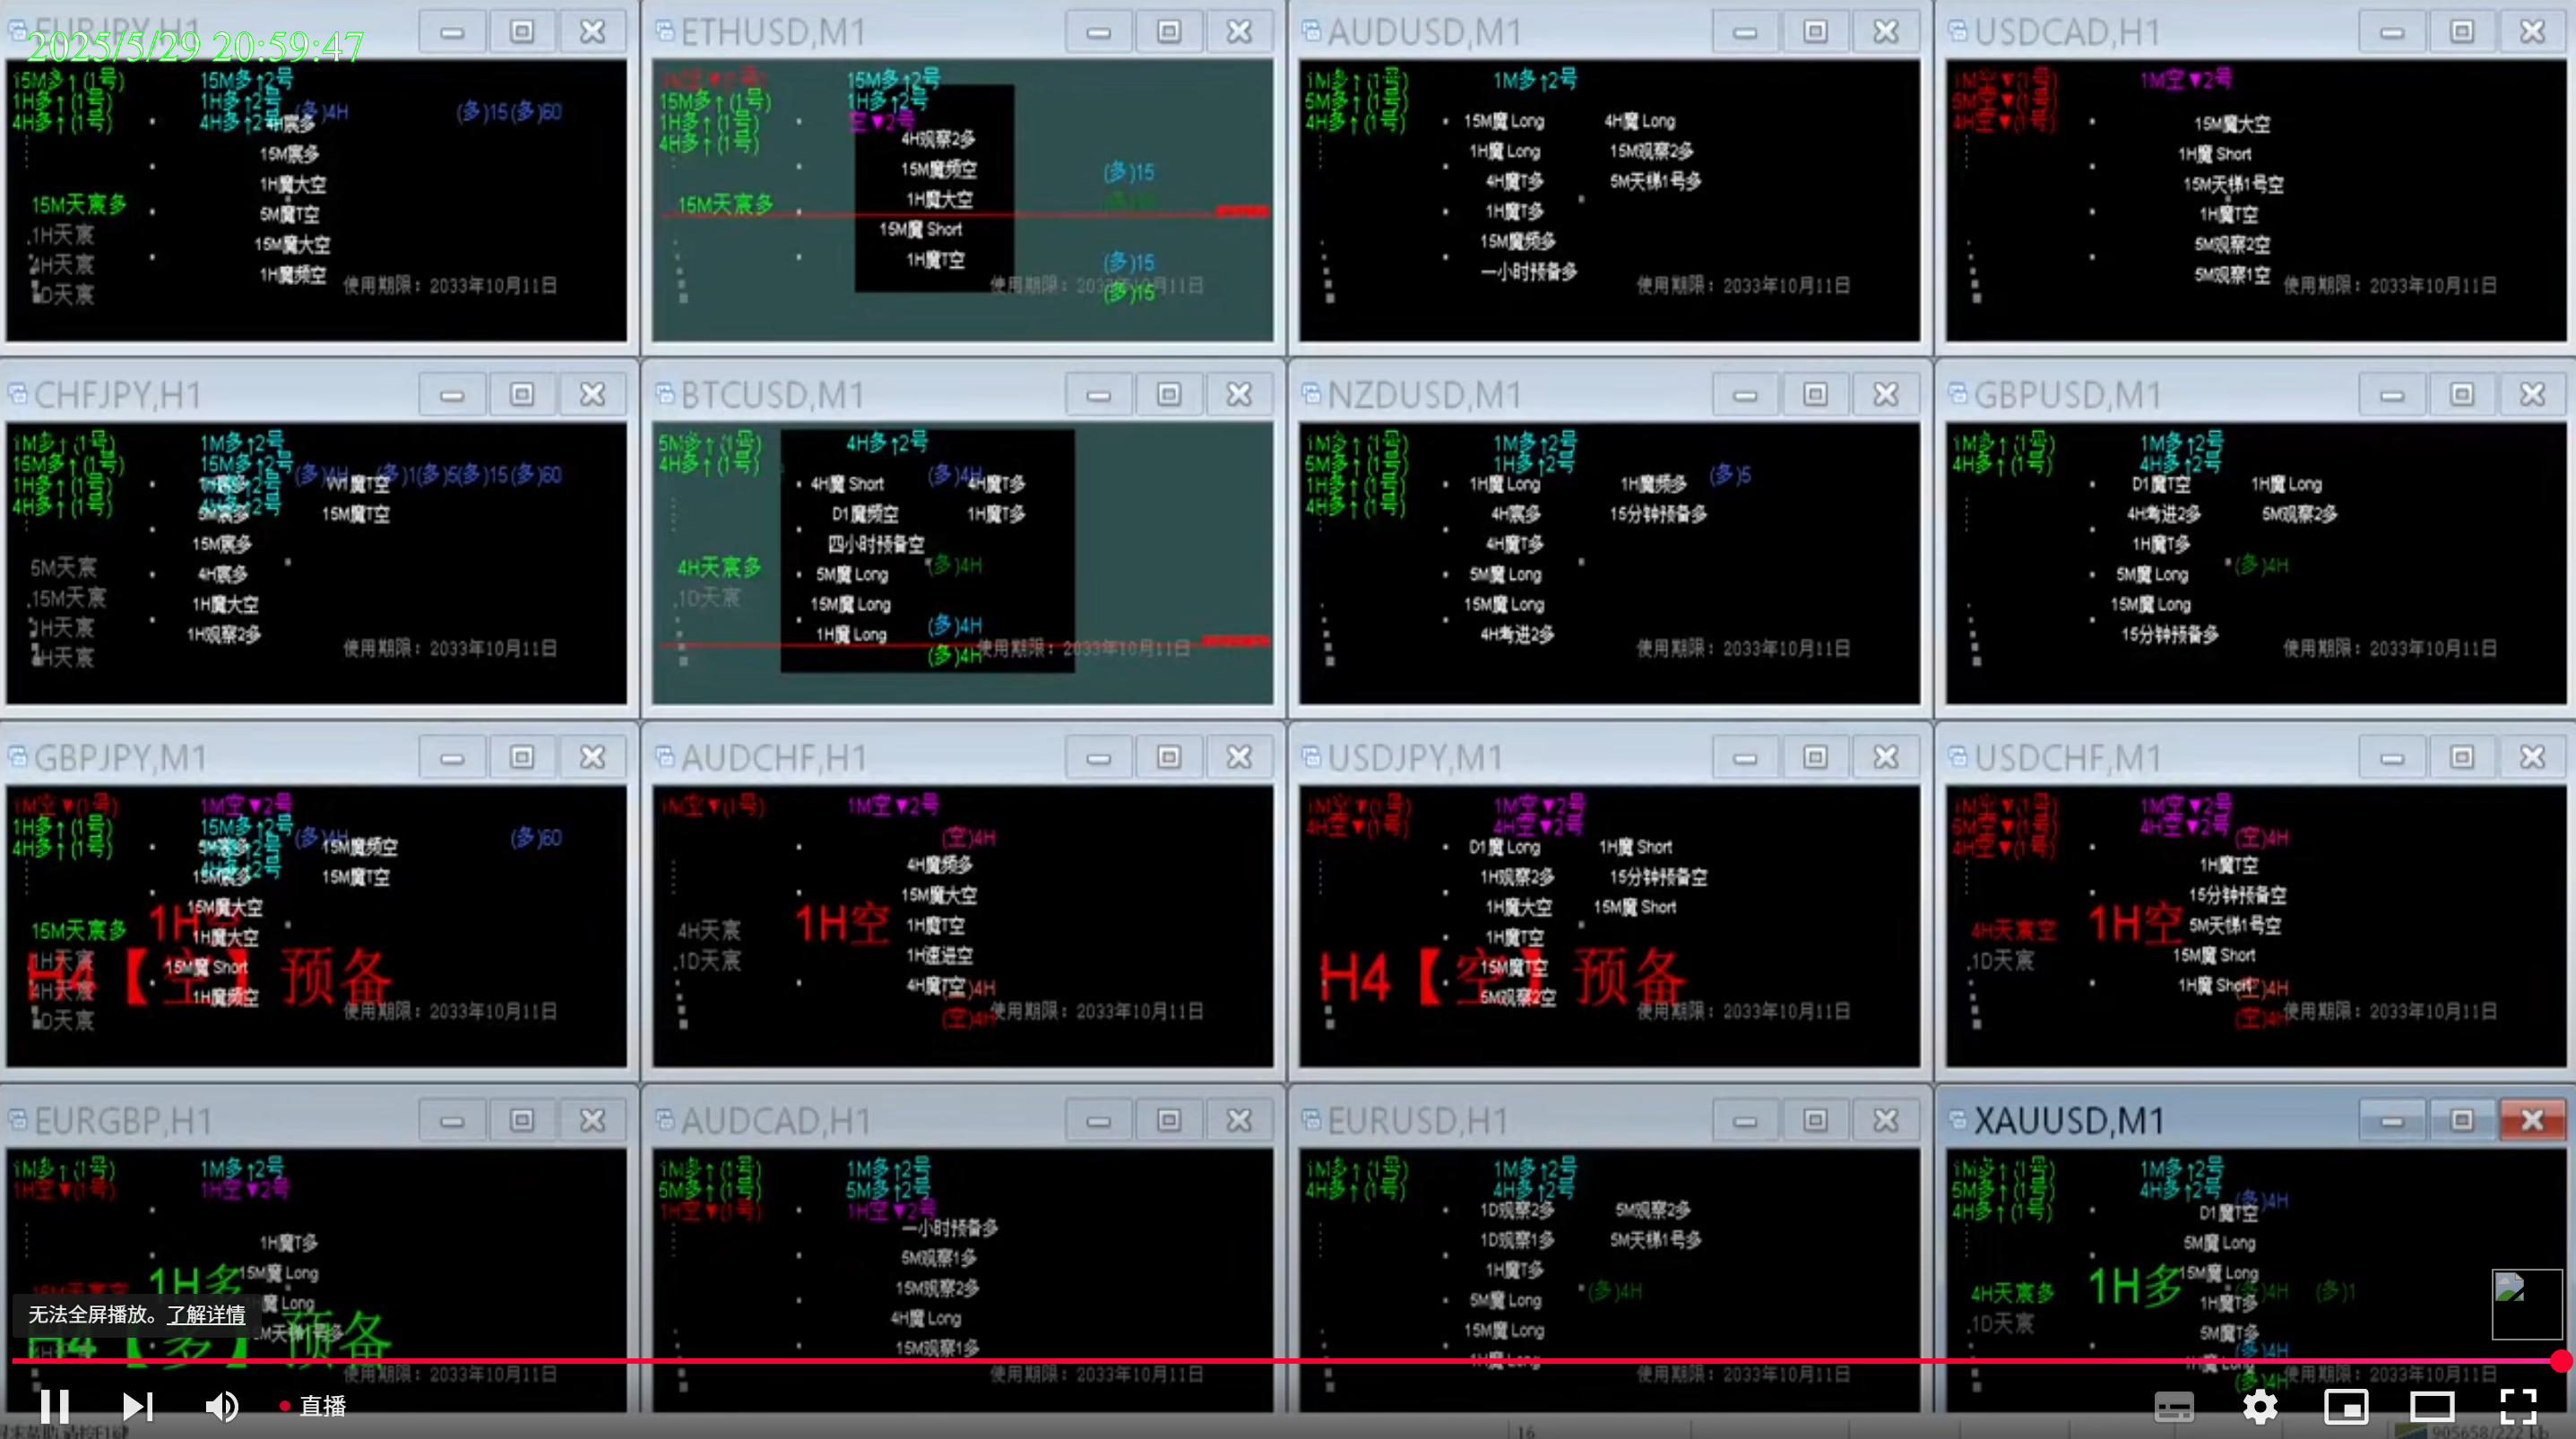 EURJPY,H1
2025/5/29 20:59:47
15M多↑(1号) 15M多↑2号
1H多↑(1号) 1H多↑2号 (多)4H (多)15(多)60
4H多↑(1号) 4H多↑2号 4H宸多
15M宸多
1H魔大空
15M天宸多 5M魔T空
.1H天宸 15M魔大空
4H天宸 1H魔频空
使用期限：2033年10月11日
D天宸
ETHUSD,M1
15M多↑2号
15M多↑(1号) 1H多↑2号
1H多↑(1号) 空▼2号
4H多↑(1号) 4H观察2多
15M魔频空 (多)15
1H魔大空
15M天宸多
15M魔 Short
1H魔T空 (多)15
使用期限：2033年10月11日
(多)15
AUDUSD,M1
1M多↑(1号) 1M多↑2号
5M多↑(1号)
4H多↑(1号) 15M魔 Long 4H魔 Long
1H魔 Long 15M观察2多
4H魔T多 5M天梯1号多
1H魔T多
15M魔频多
一小时预备多
使用期限：2033年10月11日
USDCAD,H1
1M空▼(1号) 1M空▼2号
5M空▼(1号)
4H空▼(1号) 15M魔大空
1H魔 Short
15M天梯1号空
1H魔T空
5M观察2空
5M观察1空
使用期限：2033年10月11日
CHFJPY,H1
1M多↑(1号) 1M多↑2号
15M多↑(1号) 15M多↑2号 (多)4H (多)1(多)5(多)15(多)60
1H多↑(1号) 1H宸多 W1魔T空
4H多↑(1号) 5M宸多 15M魔T空
15M宸多
5M天宸 4H宸多
.15M天宸 1H魔大空
1H天宸 1H观察2多
使用期限：2033年10月11日
4H天宸
BTCUSD,M1
5M多↑(1号) 4H多↑2号
4H多↑(1号)
4H魔 Short (多)4H 4H魔T多
D1魔频空 1H魔T多
四小时预备空
4H天宸多 (多)4H
5M魔 Long
.1D天宸 15M魔 Long
1H魔 Long (多)4H
使用期限：2033年10月11日
(多)4H
NZDUSD,M1
1M多↑(1号) 1M多↑2号
5M多↑(1号) 1H多↑2号
1H多↑(1号) 1H魔 Long 1H魔频多 (多)5
4H多↑(1号) 4H宸多 15分钟预备多
4H魔T多
5M魔 Long
15M魔 Long
4H考进2多
使用期限：2033年10月11日
GBPUSD,M1
1M多↑(1号) 1M多↑2号
4H多↑(1号) 4H多↑2号
D1魔T空 1H魔 Long
4H考进2多 5M观察2多
1H魔T多
5M魔 Long (多)4H
15M魔 Long
15分钟预备多
使用期限：2033年10月11日
GBPJPY,M1
1M空▼(1号) 1M空▼2号
1H多↑(1号) 15M多↑2号
4H多↑(1号) (多)4H (多)60
5M宸多 15M魔频空
4H多↑2号
15M宸多 15M魔T空
15M魔大空
15M天宸多 1H空
1H魔大空
1H天宸 15M魔 Short
H4【空】预备
4H天宸 1H魔频空
使用期限：2033年10月11日
D天宸
AUDCHF,H1
1M空▼(1号) 1M空▼2号
(空)4H
4H魔频多
15M魔大空
4H天宸 1H空 1H魔T空
.1D天宸 1H速进空
4H魔T空 (空)4H
使用期限：2033年10月11日
(空)4H
USDJPY,M1
1M空▼(1号) 1M空▼2号
4H空▼(1号) 4H空▼2号
D1魔 Long 1H魔 Short
1H观察2多 15分钟预备空
1H魔大空 15M魔 Short
1H魔T空
H4【空】预备
15M魔T空
5M观察2空
使用期限：2033年10月11日
USDCHF,M1
1M空▼(1号) 1M空▼2号
5M空▼(1号) 4H空▼2号
4H空▼(1号) (空)4H
1H魔T空
15分钟预备空
4H天宸空 1H空 5M天梯1号空
.1D天宸 15M魔 Short
1H魔 Short (空)4H
使用期限：2033年10月11日
(空)4H
EURGBP,H1
1M多↑(1号) 1M多↑2号
1H空▼(1号) 1H空▼2号
1H魔T多
1H多 15M魔 Long
15M天宸空
魔 Long
H4【多】预备
使用期限：2033年10月11日
AUDCAD,H1
1M多↑(1号) 1M多↑2号
5M多↑(1号) 5M多↑2号
1H空▼(1号) 1H空▼2号
一小时预备多
5M观察1多
15M观察2多
4H魔 Long
15M观察1多
使用期限：2033年10月11日
EURUSD,H1
1M多↑(1号) 1M多↑2号
4H多↑(1号) 4H多↑2号
1D观察2多 5M观察2多
1D观察1多 5M天梯1号多
1H魔T多
5M魔 Long (多)4H
15M魔 Long
1H魔 Long
使用期限：2033年10月11日
XAUUSD,M1
1M多↑(1号) 1M多↑2号
5M多↑(1号) 4H多↑2号 (多)4H
4H多↑(1号) D1魔T空
5M魔 Long
1H多 15M魔 Long
4H天宸多 1H魔T多 (多)4H (多)1
.1D天宸 5M魔T多
(多)4H
1H魔 Long
使用期限：2033年10月11日
(多)4H
无法全屏播放。了解详情
直播
16
905658/222 kb